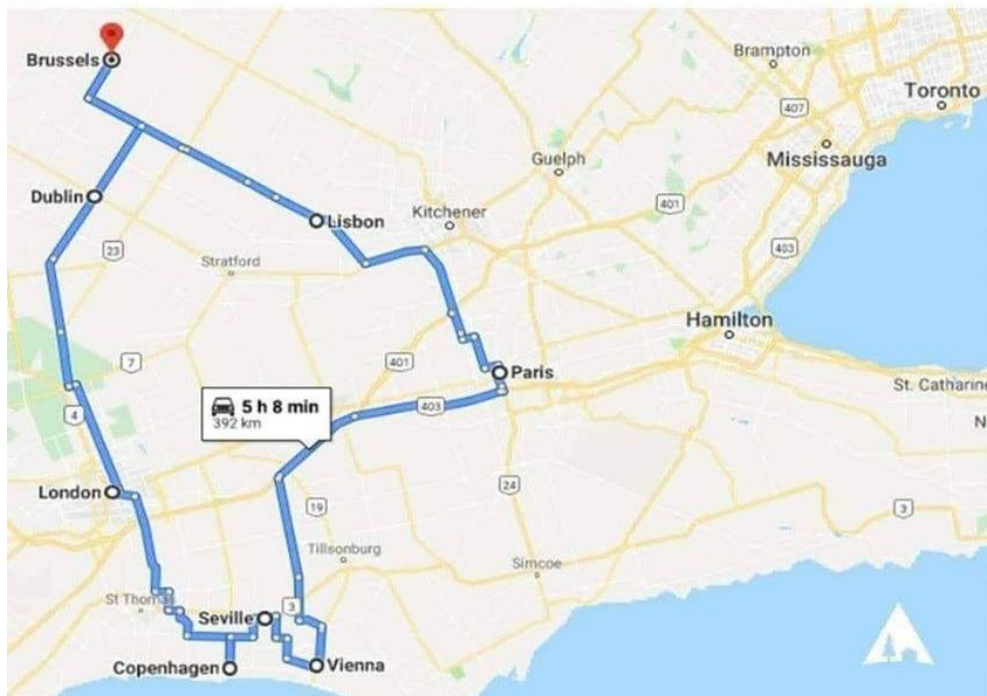 Brussels
Brampton
Toronto
407
Mississauga
Guelph
Dublin
Lisbon
Kitchener
401
403
23
Stratford
Hamilton
7
401
Paris
St. Catharine
5 h 8 min
392 km
403
4
N
London
24
19
3
Tillsonburg
Simcoe
St Thomas
3
Seville
Copenhagen
Vienna